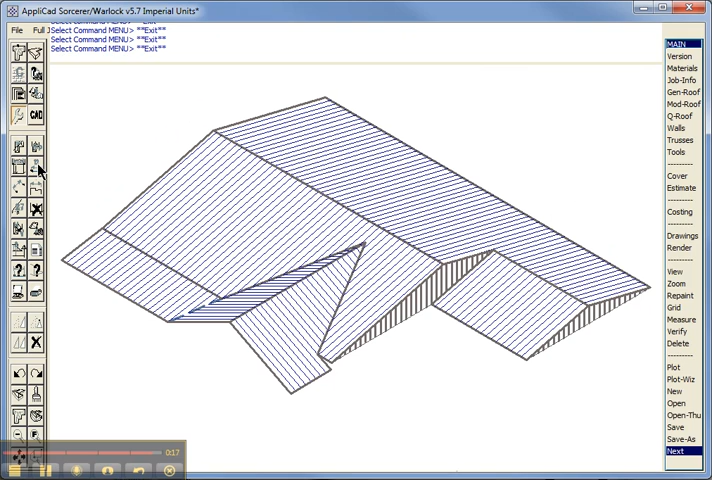 AppliCad Sorcerer/Warlock v5.7 Imperial Units*
File
Full
Select Command MENU> **Exit**
Select Command MENU> **Exit**
Select Command MENU> **Exit**
CAD
MAIN
Version
Materials
Job-Info
Gen-Roof
Mod-Roof
Q-Roof
Walls
Trusses
Tools
---------
Cover
Estimate
---------
Costing
---------
Drawings
Render
---------
View
Zoom
Repaint
Grid
Measure
Verify
Delete
---------
Plot
Plot-Wiz
New
Open
Open-Thu
Save
Save-As
Next
0:17